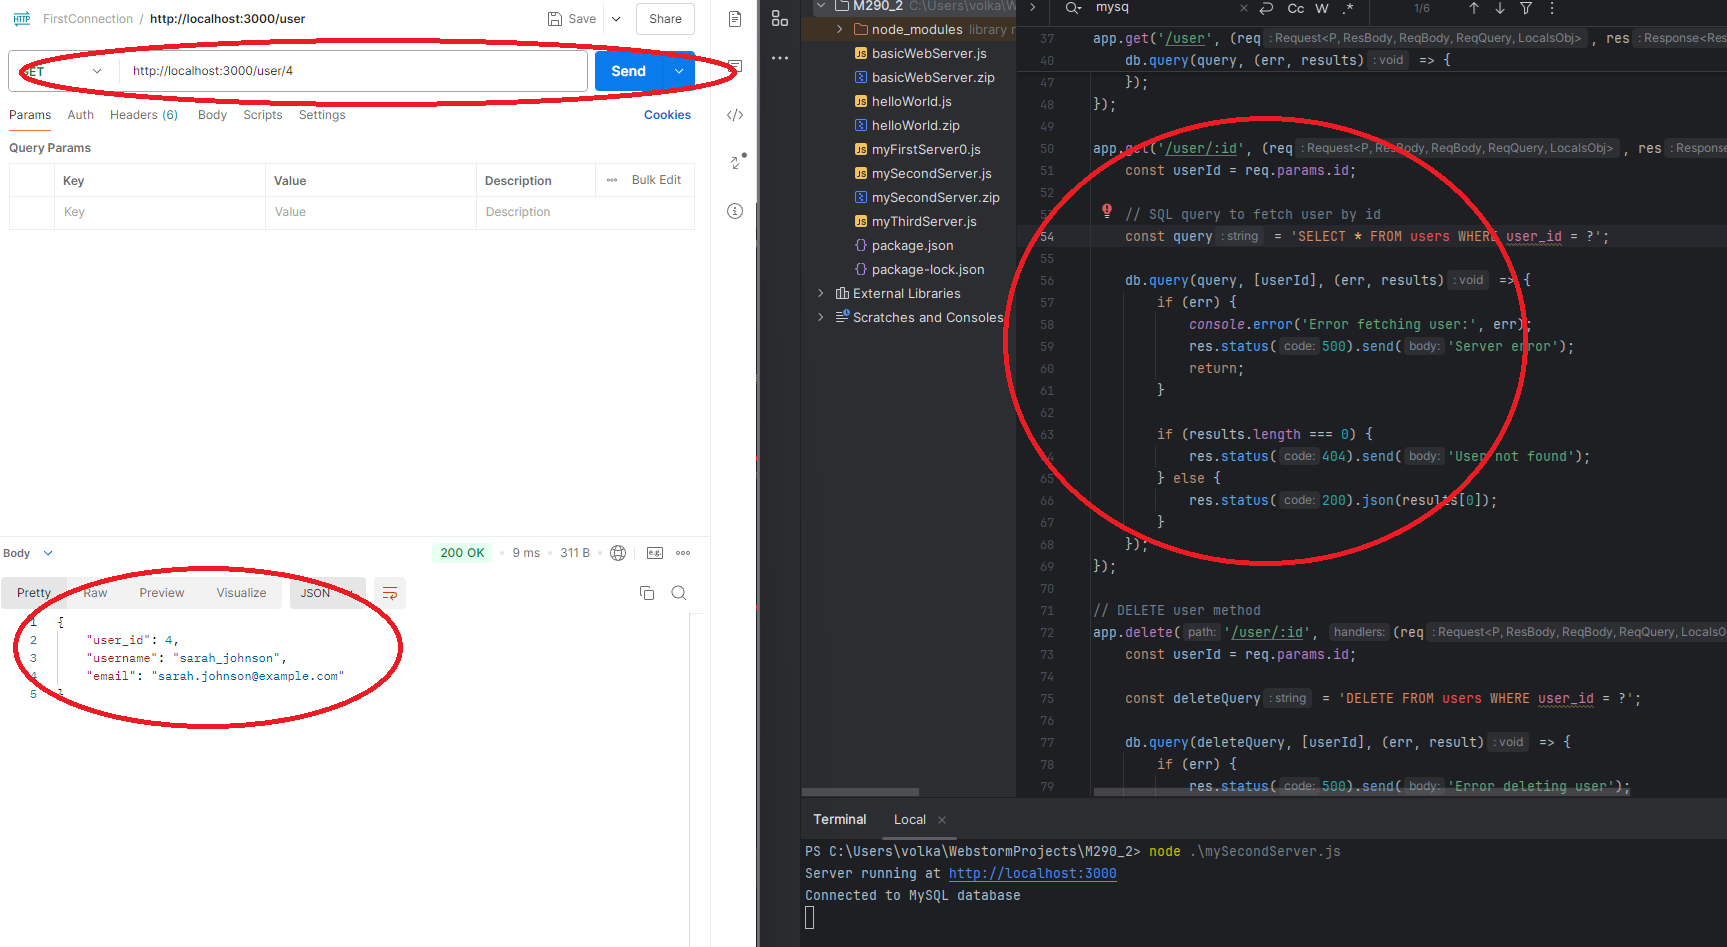 FirstConnection / http://localhost:3000/user
Save
Share
http://localhost:3000/user/4
Send
Params Auth Headers (6) Body Scripts Settings Cookies
Query Params
Key Value Description Bulk Edit
Key Value Description
Body 200 OK 9 ms 311 B
Pretty Raw Preview Visualize JSON
1 {
2 "user_id": 4,
3 "username": "sarah_johnson",
4 "email": "sarah.johnson@example.com"
5 }
M290_2 C:\Users\volka\W
node_modules library r
basicWebServer.js
basicWebServer.zip
helloWorld.js
helloWorld.zip
myFirstServer0.js
mySecondServer.js
mySecondServer.zip
myThirdServer.js
package.json
package-lock.json
External Libraries
Scratches and Consoles
mysq Cc W .* 1/6
37 app.get('/user', (req : Request<P, ResBody, ReqBody, ReqQuery, LocalsObj> , res : Response<Res
40 db.query(query, (err, results) : void => {
47 });
48 });
49
50 app.get('/user/:id', (req : Request<P, ResBody, ReqBody, ReqQuery, LocalsObj> , res : Response
51 const userId = req.params.id;
52
53 // SQL query to fetch user by id
54 const query : string = 'SELECT * FROM users WHERE user_id = ?';
55
56 db.query(query, [userId], (err, results) : void => {
57 if (err) {
58 console.error('Error fetching user:', err);
59 res.status( code: 500).send( body: 'Server error');
60 return;
61 }
62
63 if (results.length === 0) {
64 res.status( code: 404).send( body: 'User not found');
65 } else {
66 res.status( code: 200).json(results[0]);
67 }
68 });
69 });
70
71 // DELETE user method
72 app.delete( path: '/user/:id', handlers: (req : Request<P, ResBody, ReqBody, ReqQuery, LocalsO
73 const userId = req.params.id;
74
75 const deleteQuery : string = 'DELETE FROM users WHERE user_id = ?';
76
77 db.query(deleteQuery, [userId], (err, result) : void => {
78 if (err) {
79 res.status( code: 500).send( body: 'Error deleting user');
Terminal Local
PS C:\Users\volka\WebstormProjects\M290_2> node .\mySecondServer.js
Server running at http://localhost:3000
Connected to MySQL database